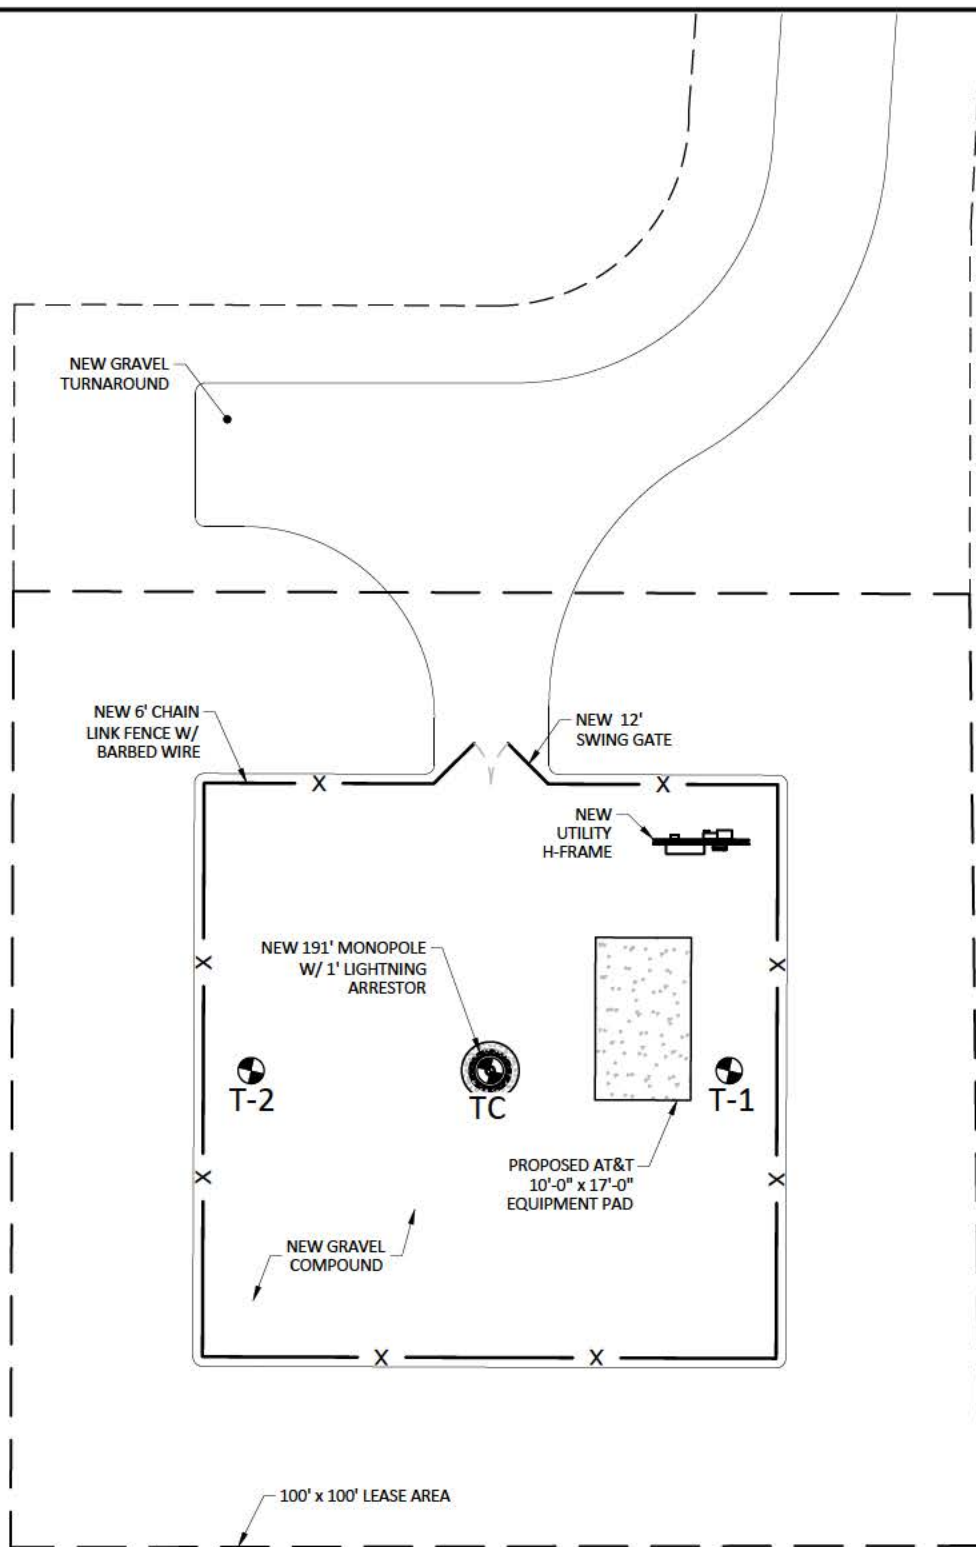 NEW GRAVEL
TURNAROUND
NEW 6' CHAIN
LINK FENCE W/
BARBED WIRE
NEW 12'
SWING GATE
X
X
NEW
UTILITY
H-FRAME
NEW 191' MONOPOLE
W/ 1' LIGHTNING
ARRESTOR
X
X
T-2
TC
T-1
PROPOSED AT&T
10'-0" x 17'-0"
EQUIPMENT PAD
X
X
NEW GRAVEL
COMPOUND
X
X
100' x 100' LEASE AREA